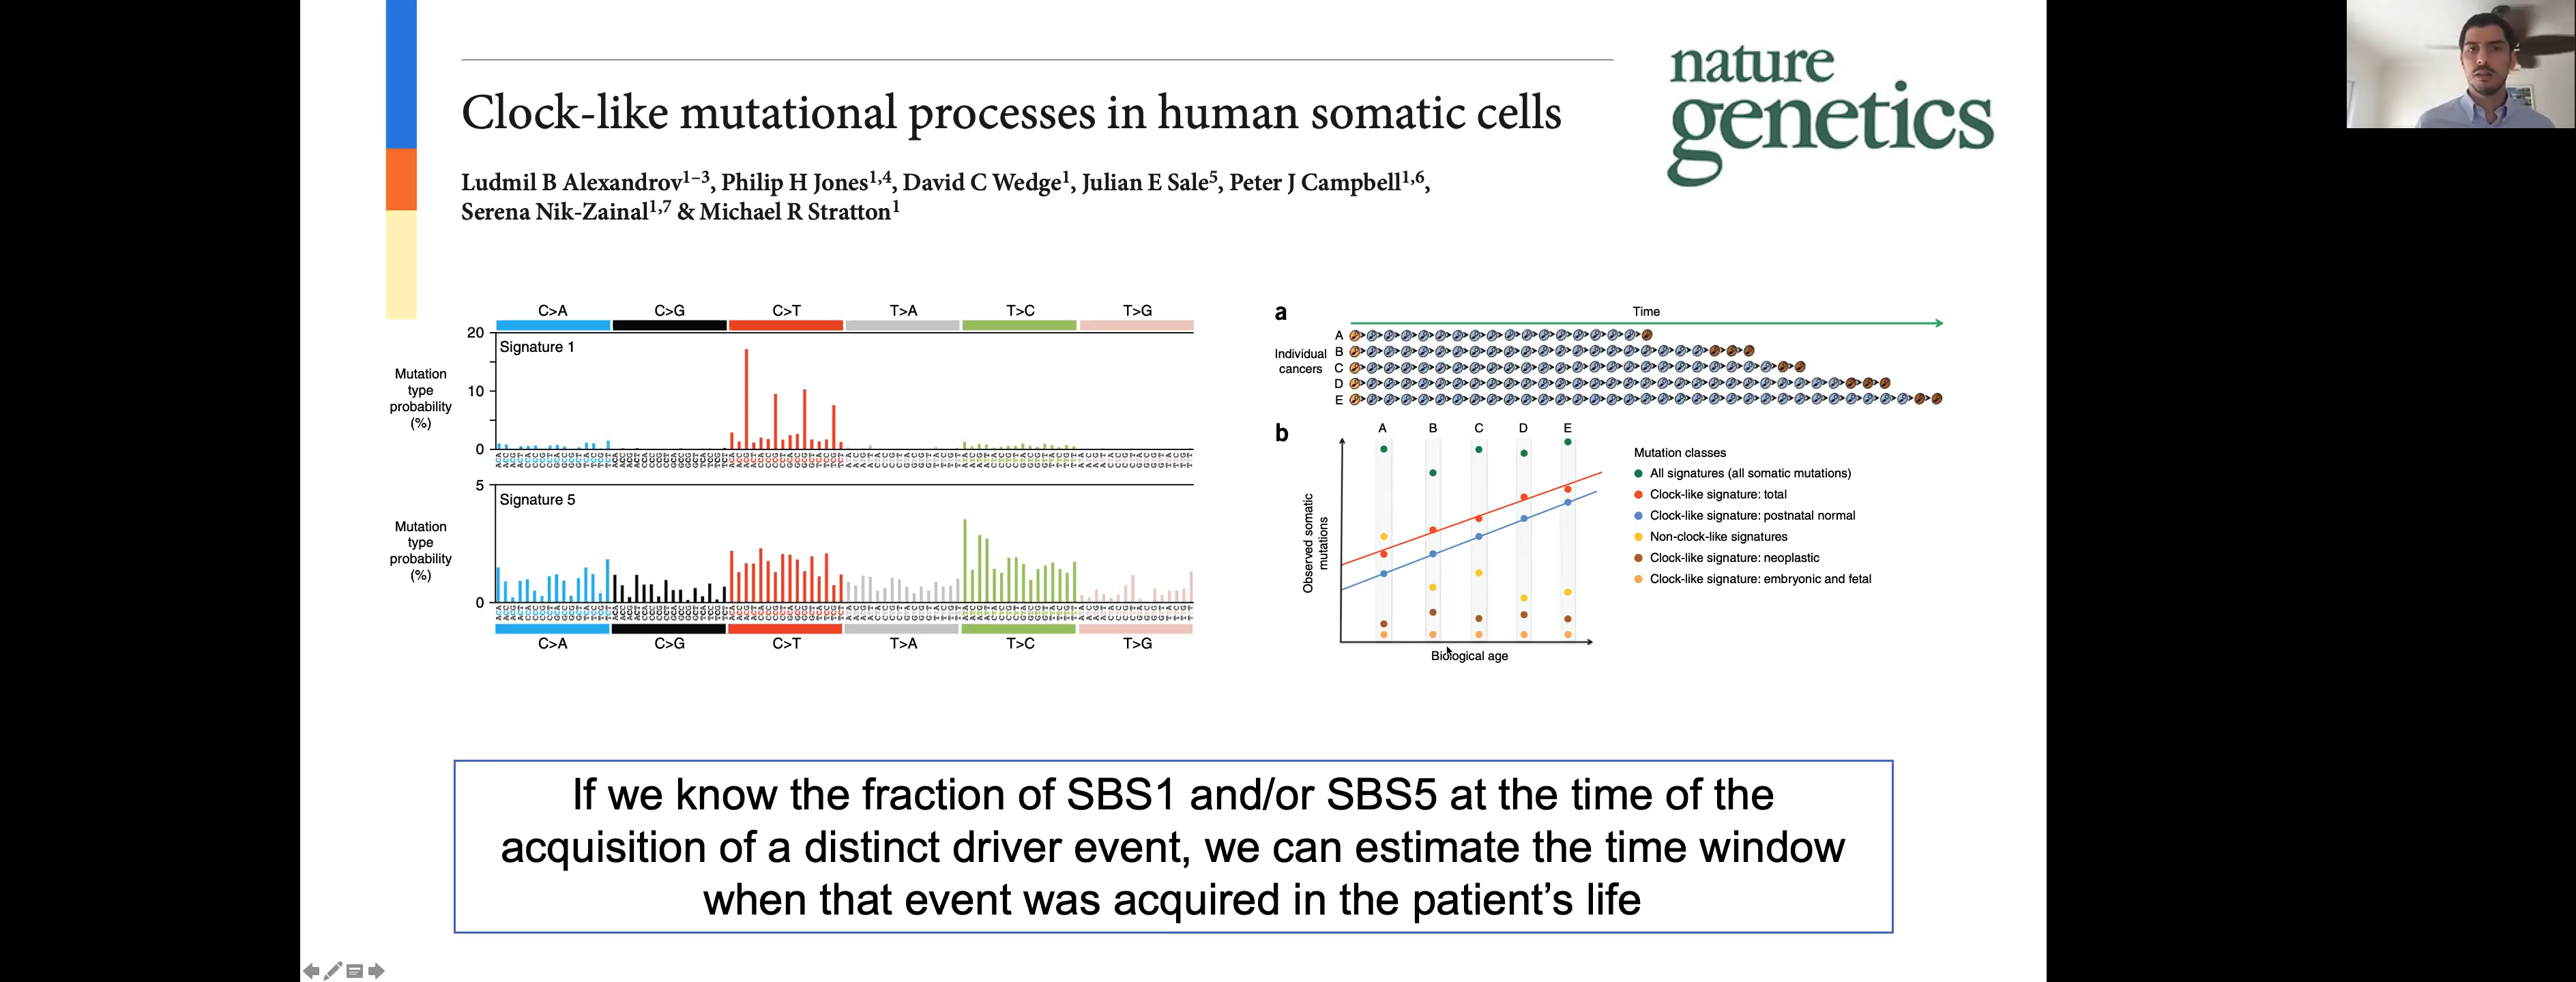 nature
genetics
Clock-like mutational processes in human somatic cells
Ludmil B Alexandrov1–3, Philip H Jones1,4, David C Wedge1, Julian E Sale5, Peter J Campbell1,6,
Serena Nik-Zainal1,7 & Michael R Stratton1
C>A C>G C>T T>A T>C T>G
20
Signature 1
Mutation
type
probability
(%)
10
0
5
Signature 5
Mutation
type
probability
(%)
0
C>A C>G C>T T>A T>C T>G
a
Time
Individual
cancers
A
B
C
D
E
b
A B C D E
Observed somatic
mutations
Biological age
Mutation classes
All signatures (all somatic mutations)
Clock-like signature: total
Clock-like signature: postnatal normal
Non-clock-like signatures
Clock-like signature: neoplastic
Clock-like signature: embryonic and fetal
If we know the fraction of SBS1 and/or SBS5 at the time of the
acquisition of a distinct driver event, we can estimate the time window
when that event was acquired in the patient’s life